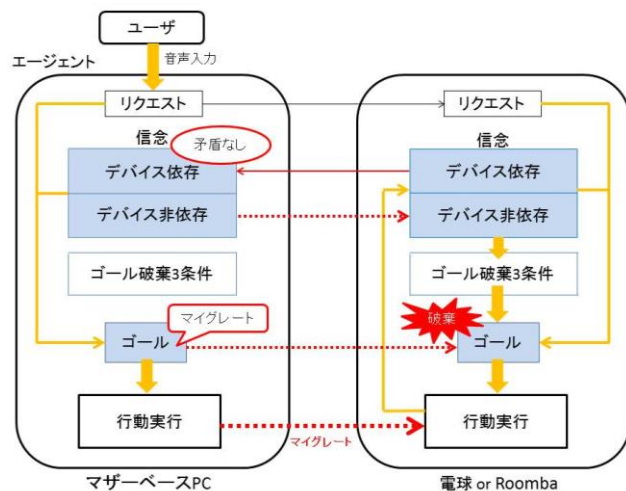 ユーザ
音声入力
エージェント
リクエスト
リクエスト
信念
矛盾なし
信念
デバイス依存
デバイス依存
デバイス非依存
デバイス非依存
ゴール破棄3条件
ゴール破棄3条件
マイグレート
破棄
ゴール
ゴール
行動実行
行動実行
マイグレート
マザーベースPC
電球 or Roomba